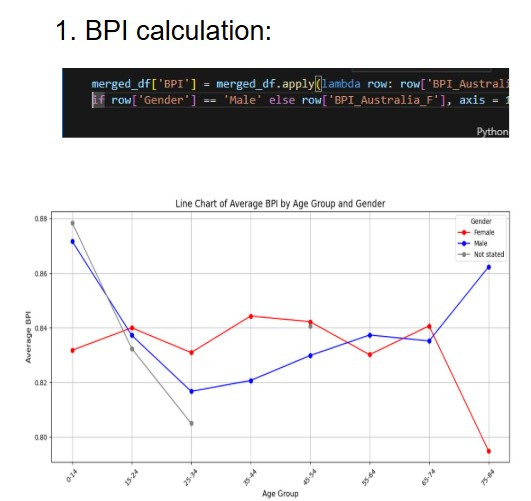 1. BPI calculation:
merged_df['BPI'] = merged_df.apply(lambda row: row['BPI_Australi
if row['Gender'] == 'Male' else row['BPI_Australia_F'], axis = 1
Python
Line Chart of Average BPI by Age Group and Gender
Gender
Female
Male
Not stated
0.88
0.86
0.84
0.82
0.80
Average BPI
0-14 15-24 25-34 35-44 45-54 55-64 65-74 75-84
Age Group